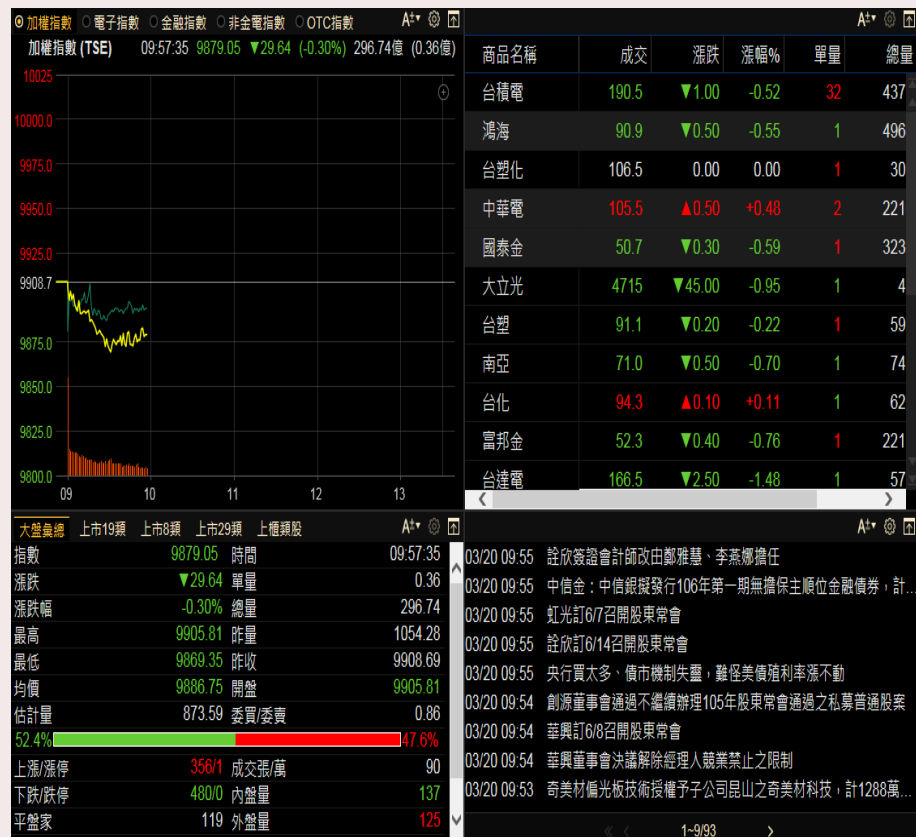 加權指數 電子指數 金融指數 非金電指數 OTC指數 A±▾
加權指數 (TSE) 09:57:35 9879.05 ▼29.64 (-0.30%) 296.74億 (0.36億)
10025
10000.0
9975.0
9950.0
9925.0
9908.7
9875.0
9850.0
9825.0
9800.0
09 10 11 12 13
A±▾
商品名稱 成交 漲跌 漲幅% 單量 總量
台積電 190.5 ▼1.00 -0.52 32 437
鴻海 90.9 ▼0.50 -0.55 1 496
台塑化 106.5 0.00 0.00 1 30
中華電 105.5 ▲0.50 +0.48 2 221
國泰金 50.7 ▼0.30 -0.59 1 323
大立光 4715 ▼45.00 -0.95 1 4
台塑 91.1 ▼0.20 -0.22 1 59
南亞 71.0 ▼0.50 -0.70 1 74
台化 94.3 ▲0.10 +0.11 1 62
富邦金 52.3 ▼0.40 -0.76 1 221
台達電 166.5 ▼2.50 -1.48 1 57
大盤彙總 上市19類 上市8類 上市29類 上櫃類股 A±▾
指數 9879.05 時間 09:57:35
漲跌 ▼29.64 單量 0.36
漲跌幅 -0.30% 總量 296.74
最高 9905.81 昨量 1054.28
最低 9869.35 昨收 9908.69
均價 9886.75 開盤 9905.81
估計量 873.59 委買/委賣 0.86
52.4% 47.6%
上漲/漲停 356/1 成交張/萬 90
下跌/跌停 480/0 內盤量 137
平盤家 119 外盤量 125
A±▾
03/20 09:55 詮欣簽證會計師改由鄭雅慧、李燕娜擔任
03/20 09:55 中信金：中信銀擬發行106年第一期無擔保主順位金融債券，計...
03/20 09:55 虹光訂6/7召開股東常會
03/20 09:55 詮欣訂6/14召開股東常會
03/20 09:55 央行買太多、債市機制失靈，難怪美債殖利率漲不動
03/20 09:54 創源董事會通過不繼續辦理105年股東常會通過之私募普通股案
03/20 09:54 華興訂6/8召開股東常會
03/20 09:54 華興董事會決議解除經理人競業禁止之限制
03/20 09:53 奇美材偏光板技術授權予子公司昆山之奇美材科技，計1288萬...
1~9/93